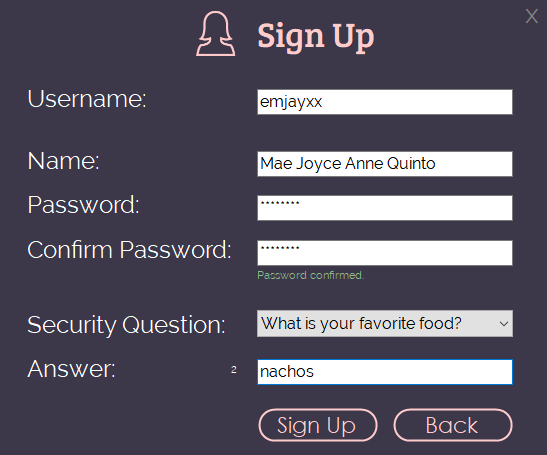 X
Sign Up
Username: emjayxx
Name: Mae Joyce Anne Quinto
Password: ********
Confirm Password: ********
Password confirmed.
Security Question: What is your favorite food?
Answer: 2 nachos
Sign Up Back